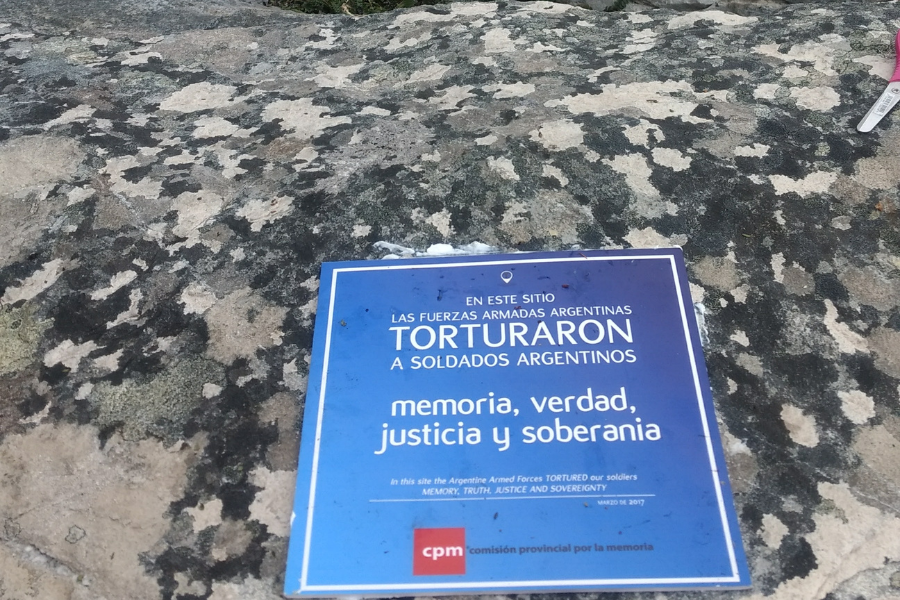 EN ESTE SITIO
LAS FUERZAS ARMADAS ARGENTINAS
TORTURARON
A SOLDADOS ARGENTINOS
memoria, verdad,
justicia y soberania
In this site the Argentine Armed Forces TORTURED our soldiers
MEMORY, TRUTH, JUSTICE AND SOVEREIGNTY
MARZO DE 2017
cpm comisión provincial por la memoria